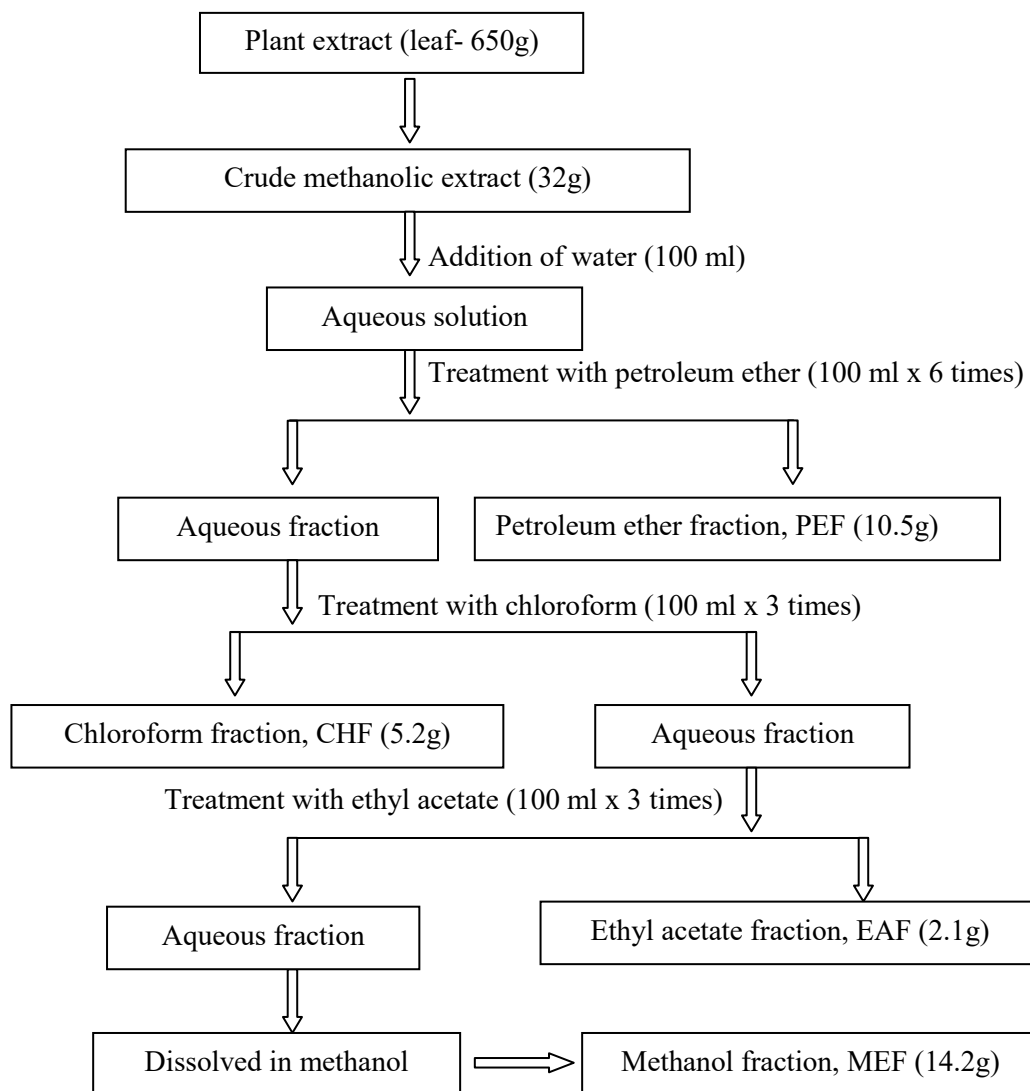 Plant extract (leaf- 650g)
Crude methanolic extract (32g)
Addition of water (100 ml)
Aqueous solution
Treatment with petroleum ether (100 ml x 6 times)
Aqueous fraction
Petroleum ether fraction, PEF (10.5g)
Treatment with chloroform (100 ml x 3 times)
Chloroform fraction, CHF (5.2g)
Aqueous fraction
Treatment with ethyl acetate (100 ml x 3 times)
Aqueous fraction
Ethyl acetate fraction, EAF (2.1g)
Dissolved in methanol
Methanol fraction, MEF (14.2g)